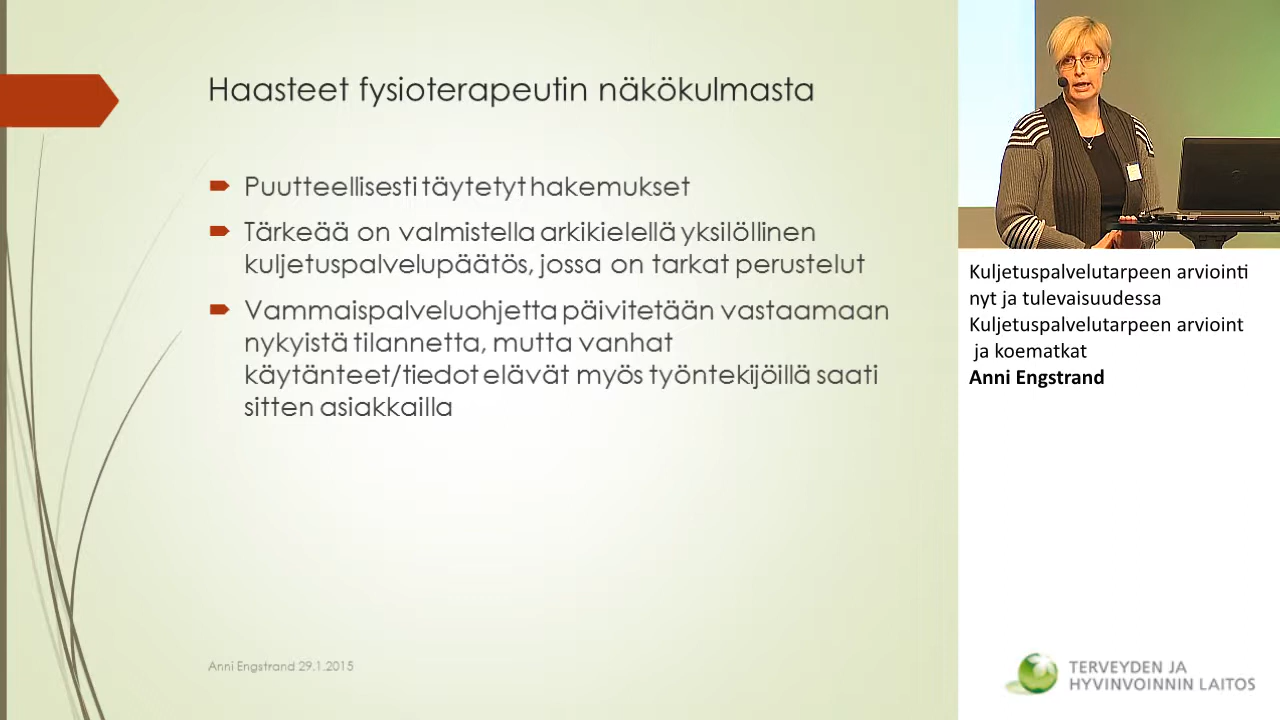 Haasteet fysioterapeutin näkökulmasta
Puutteellisesti täytetyt hakemukset
Tärkeää on valmistella arkikielellä yksilöllinen
kuljetuspalvelupäätös, jossa on tarkat perustelut
Vammaispalveluohjetta päivitetään vastaamaan
nykyistä tilannetta, mutta vanhat
käytänteet/tiedot elävät myös työntekijöillä saati
sitten asiakkailla
Anni Engstrand 29.1.2015
Kuljetuspalvelutarpeen arviointi
nyt ja tulevaisuudessa
Kuljetuspalvelutarpeen arvioint
ja koematkat
Anni Engstrand
TERVEYDEN JA
HYVINVOINNIN LAITOS